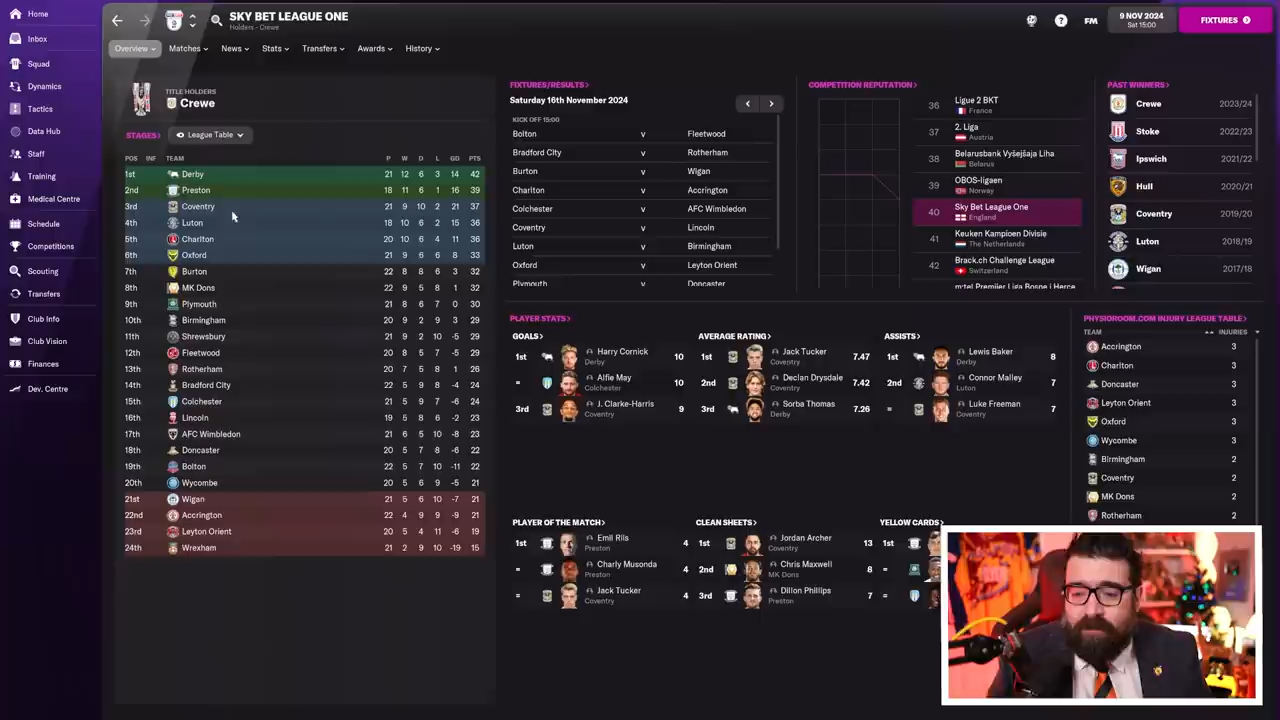 Home
Inbox
Squad
Dynamics
Tactics
Data Hub
Staff
Training
Medical Centre
Schedule
Competitions
Scouting
Transfers
Club Info
Club Vision
Finances
Dev. Centre
SKY BET LEAGUE ONE
Holders - Crewe
FM
9 NOV 2024
Sat 15:00
FIXTURES
Overview
Matches
News
Stats
Transfers
Awards
History
TITLE HOLDERS
Crewe
STAGES>
League Table
POS INF TEAM P W D L GD PTS
1st Derby 21 12 6 3 14 42
2nd Preston 18 11 6 1 16 39
3rd Coventry 21 9 10 2 21 37
4th Luton 18 10 6 2 15 36
5th Charlton 20 10 6 4 11 36
6th Oxford 21 9 6 6 8 33
7th Burton 22 8 8 6 3 32
8th MK Dons 22 9 5 8 1 32
9th Plymouth 21 8 6 7 0 30
10th Birmingham 20 9 2 9 3 29
11th Shrewsbury 21 9 2 10 -5 29
12th Fleetwood 20 8 5 7 -5 29
13th Rotherham 20 7 5 8 1 26
14th Bradford City 22 5 9 8 -4 24
15th Colchester 21 5 9 7 -6 24
16th Lincoln 19 5 8 6 -2 23
17th AFC Wimbledon 21 6 5 10 -8 23
18th Doncaster 20 5 7 8 -6 22
19th Bolton 22 5 7 10 -11 22
20th Wycombe 20 5 6 9 -5 21
21st Wigan 21 5 6 10 -7 21
22nd Accrington 22 4 9 9 -9 21
23rd Leyton Orient 20 5 4 11 -6 19
24th Wrexham 21 2 9 10 -19 15
FIXTURES/RESULTS>
Saturday 16th November 2024
KICK OFF 15:00
Bolton v Fleetwood
Bradford City v Rotherham
Burton v Wigan
Charlton v Accrington
Colchester v AFC Wimbledon
Coventry v Lincoln
Luton v Birmingham
Oxford v Leyton Orient
Plymouth v Doncaster
COMPETITION REPUTATION>
36 Ligue 2 BKT
France
37 2. Liga
Austria
38 Belarusbank Vyšejšaja Liha
Belarus
39 OBOS-ligaen
Norway
40 Sky Bet League One
England
41 Keuken Kampioen Divisie
The Netherlands
42 Brack.ch Challenge League
Switzerland
m:tel Premijer Liga Bosne i Herce
PAST WINNERS>
Crewe 2023/24
Stoke 2022/23
Ipswich 2021/22
Hull 2020/21
Coventry 2019/20
Luton 2018/19
Wigan 2017/18
PLAYER STATS>
GOALS>
1st Harry Cornick 10
Derby
= Alfie May 10
Colchester
3rd J. Clarke-Harris 9
Coventry
AVERAGE RATING>
1st Jack Tucker 7.47
Coventry
2nd Declan Drysdale 7.42
Coventry
3rd Sorba Thomas 7.26
Derby
ASSISTS>
1st Lewis Baker 8
Derby
2nd Connor Malley 7
Luton
= Luke Freeman 7
Coventry
PLAYER OF THE MATCH>
1st Emil Riis 4
Preston
= Charly Musonda 4
Preston
= Jack Tucker 4
Coventry
CLEAN SHEETS>
1st Jordan Archer 13
Coventry
2nd Chris Maxwell 8
MK Dons
3rd Dillon Phillips 7
Preston
YELLOW CARDS>
1st
=
=
PHYSIOROOM.COM INJURY LEAGUE TABLE>
TEAM INJURIES
Accrington 3
Charlton 3
Doncaster 3
Leyton Orient 3
Oxford 3
Wycombe 3
Birmingham 2
Coventry 2
MK Dons 2
Rotherham 2